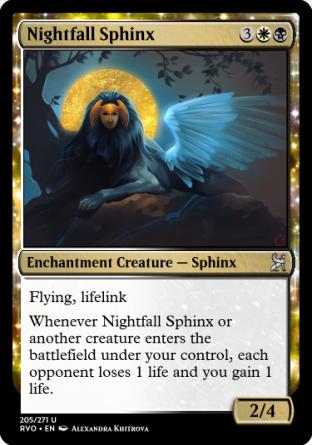 Nightfall Sphinx 3
Enchantment Creature — Sphinx
Flying, lifelink
Whenever Nightfall Sphinx or
another creature enters the
battlefield under your control, each
opponent loses 1 life and you gain 1
life.
2/4
205/271 U
RVO • EN ALEXANDRA KHITROVA